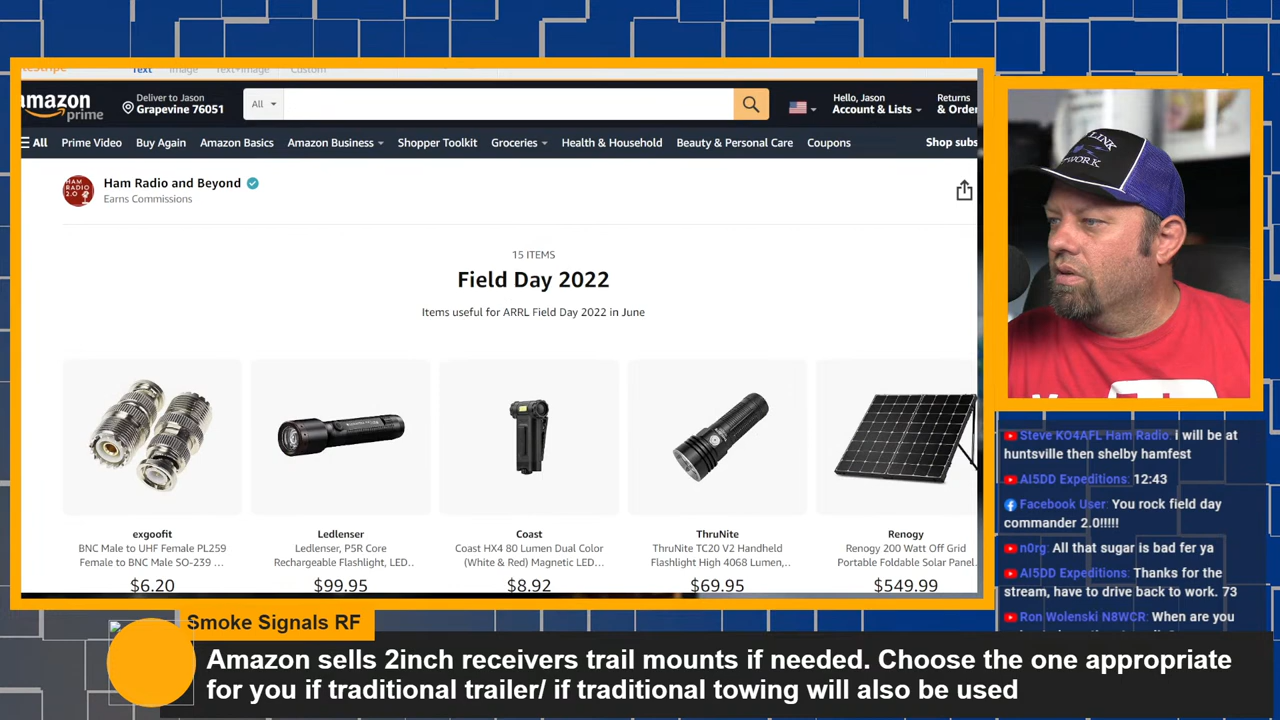 Text Image Text+Image Custom
amazon prime
Deliver to Jason
Grapevine 76051
All
Hello, Jason
Account & Lists
Returns
& Orde
All Prime Video Buy Again Amazon Basics Amazon Business Shopper Toolkit Groceries Health & Household Beauty & Personal Care Coupons Shop subs
HAM RADIO 2.0
Ham Radio and Beyond
Earns Commissions
15 ITEMS
Field Day 2022
Items useful for ARRL Field Day 2022 in June
exgoofit
BNC Male to UHF Female PL259
Female to BNC Male SO-239 ...
$6.20
Ledlenser
Ledlenser, P5R Core
Rechargeable Flashlight, LED..
$99.95
Coast
Coast HX4 80 Lumen Dual Color
(White & Red) Magnetic LED...
$8.92
ThruNite
ThruNite TC20 V2 Handheld
Flashlight High 4068 Lumen,...
$69.95
Renogy
Renogy 200 Watt Off Grid
Portable Foldable Solar Panel.
$549.99
LINK
WORK
Steve KO4AFL Ham Radio: i will be at
huntsville then shelby hamfest
AI5DD Expeditions: 12:43
Facebook User: You rock field day
commander 2.0!!!!!
n0rg: All that sugar is bad fer ya
AI5DD Expeditions: Thanks for the
stream, have to drive back to work. 73
Ron Wolenski N8WCR: When are you
Smoke Signals RF
Amazon sells 2inch receivers trail mounts if needed. Choose the one appropriate
for you if traditional trailer/ if traditional towing will also be used